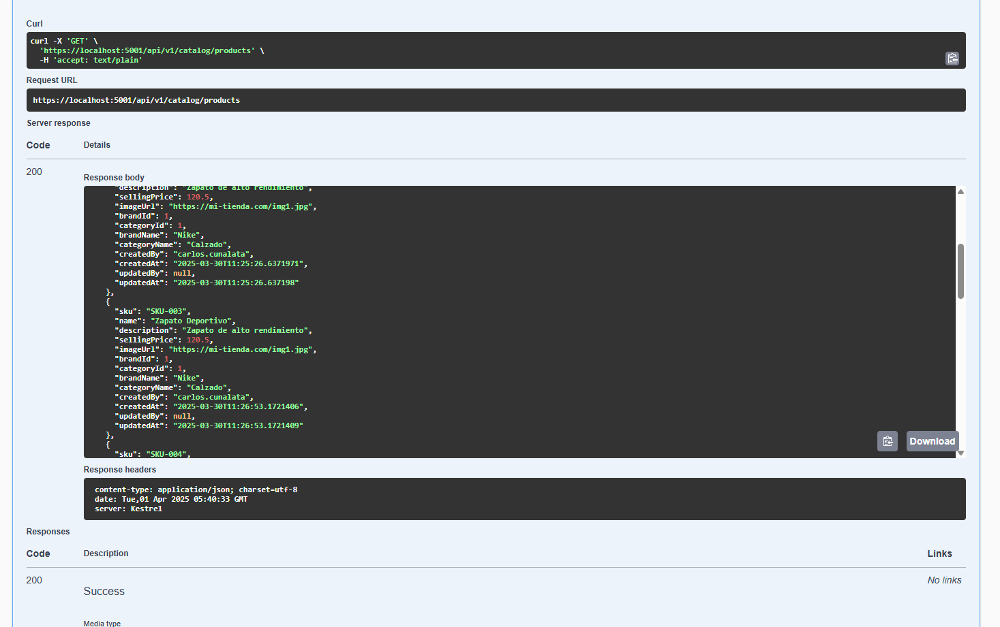 Curl
curl -X 'GET' \
'https://localhost:5001/api/v1/catalog/products' \
-H 'accept: text/plain'
Request URL
https://localhost:5001/api/v1/catalog/products
Server response
Code Details
200
Response body
"description": "Zapato de alto rendimiento",
"sellingPrice": 120.5,
"imageUrl": "https://mi-tienda.com/img1.jpg",
"brandId": 1,
"categoryId": 1,
"brandName": "Nike",
"categoryName": "Calzado",
"createdBy": "carlos.cunalata",
"createdAt": "2025-03-30T11:25:26.6371971",
"updatedBy": null,
"updatedAt": "2025-03-30T11:25:26.637198"
},
{
"sku": "SKU-003",
"name": "Zapato Deportivo",
"description": "Zapato de alto rendimiento",
"sellingPrice": 120.5,
"imageUrl": "https://mi-tienda.com/img1.jpg",
"brandId": 1,
"categoryId": 1,
"brandName": "Nike",
"categoryName": "Calzado",
"createdBy": "carlos.cunalata",
"createdAt": "2025-03-30T11:26:53.1721406",
"updatedBy": null,
"updatedAt": "2025-03-30T11:26:53.1721409"
},
{
"sku": "SKU-004",
Download
Response headers
content-type: application/json; charset=utf-8
date: Tue,01 Apr 2025 05:40:33 GMT
server: Kestrel
Responses
Code Description Links
200
Success
No links
Media type